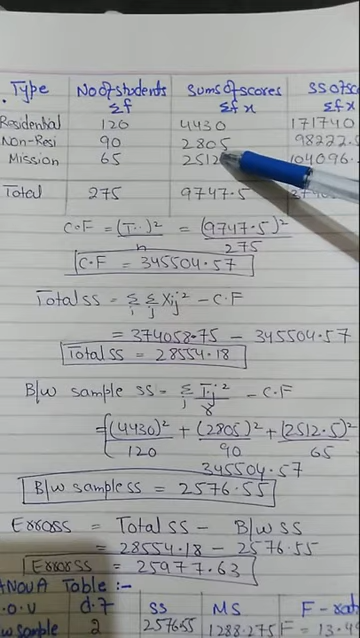 Type No of students Sums of scores SS of sc
Σf Σfx Σfx
Residential 120 4430 171740
Non-Resi 90 2805 98222.5
Mission 65 2512 104096.
Total 275 9747.5
C.F = (T..)² = (9747.5)²
n 275
C.F = 345504.57
Total SS = Σ Σ Xij² - C.F
i j
= 374058.75 - 345504.57
Total SS = 28554.18
B/w sample SS = Σ T.j² - C.F
j r
= (4430)² + (2805)² + (2512.5)²
120 90 65
345504.57
B/w sample SS = 2576.55
Error SS = Total SS - B/w SS
= 28554.18 - 2576.55
Error SS = 25977.63
ANOVA Table :-
S.O.V d.f SS MS F-rati
w sample 2 2576.55 1288.275 F = 13.4